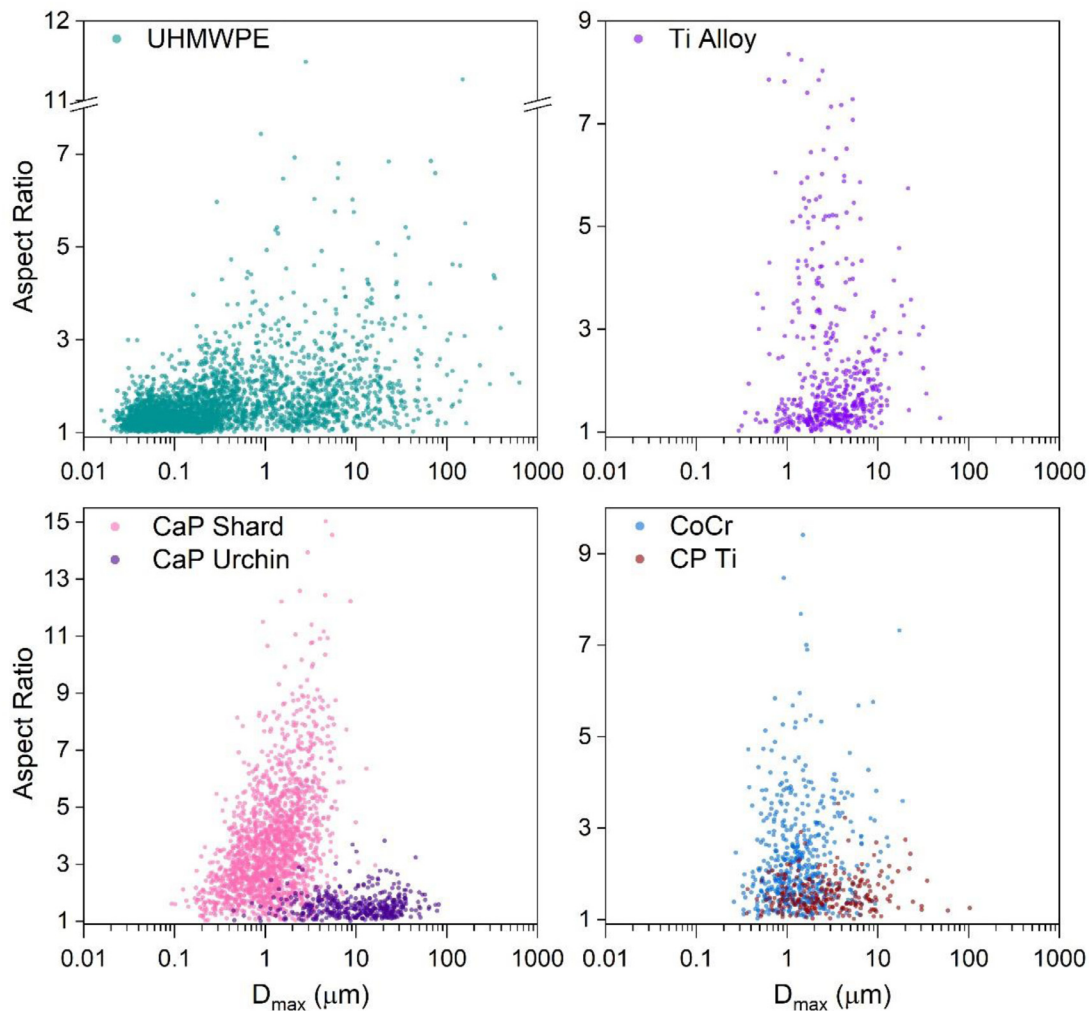 UHMWPE
12
11
7
5
3
1
Aspect Ratio
0.01 0.1 1 10 100 1000
Ti Alloy
9
7
5
3
1
0.01 0.1 1 10 100 1000
CaP Shard
CaP Urchin
15
13
11
9
7
5
3
1
Aspect Ratio
0.01 0.1 1 10 100 1000
Dmax (μm)
CoCr
CP Ti
9
7
5
3
1
0.01 0.1 1 10 100 1000
Dmax (μm)